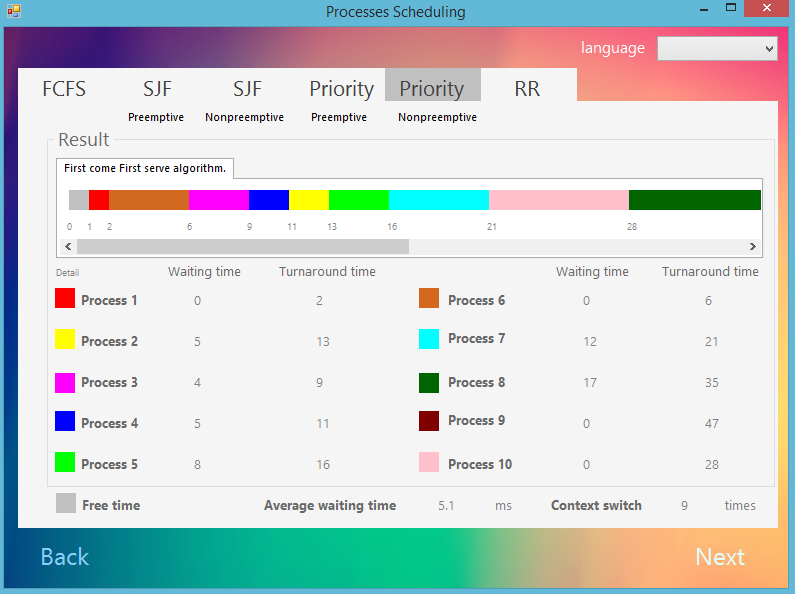 Processes Scheduling
language
FCFS SJF SJF Priority Priority RR
Preemptive Nonpreemptive Preemptive Nonpreemptive
Result
First come First serve algorithm.
0 1 2 6 9 11 13 16 21 28
Detail Waiting time Turnaround time Waiting time Turnaround time
Process 1 0 2 Process 6 0 6
Process 2 5 13 Process 7 12 21
Process 3 4 9 Process 8 17 35
Process 4 5 11 Process 9 0 47
Process 5 8 16 Process 10 0 28
Free time Average waiting time 5.1 ms Context switch 9 times
Back Next